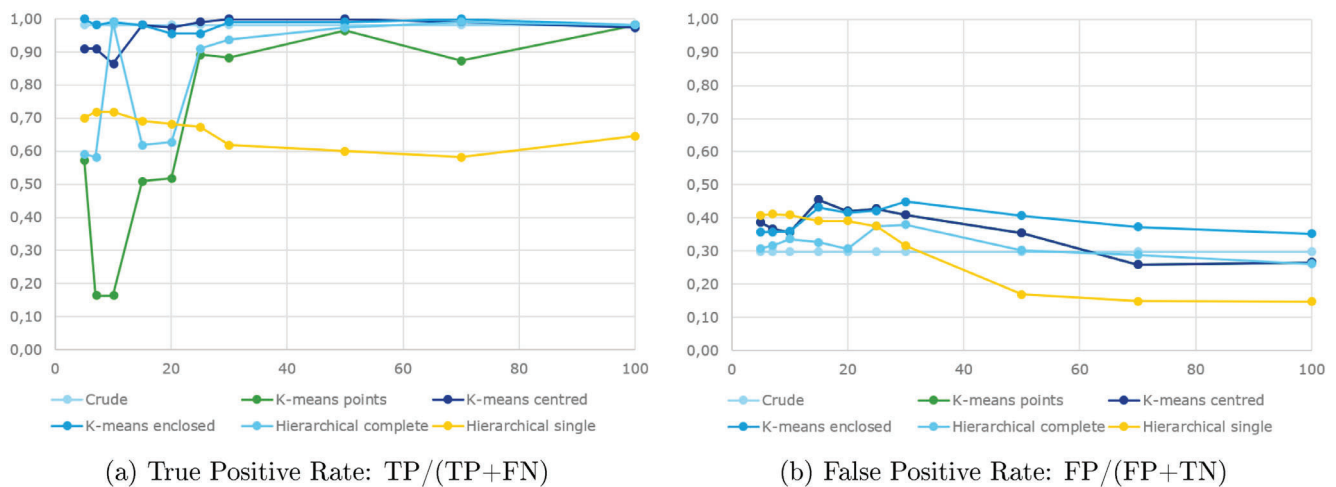 1,00
0,90
0,80
0,70
0,60
0,50
0,40
0,30
0,20
0,10
0,00
0 20 40 60 80 100
Crude K-means points K-means centred
K-means enclosed Hierarchical complete Hierarchical single
(a) True Positive Rate: TP/(TP+FN)
1,00
0,90
0,80
0,70
0,60
0,50
0,40
0,30
0,20
0,10
0,00
0 20 40 60 80 100
Crude K-means points K-means centred
K-means enclosed Hierarchical complete Hierarchical single
(b) False Positive Rate: FP/(FP+TN)